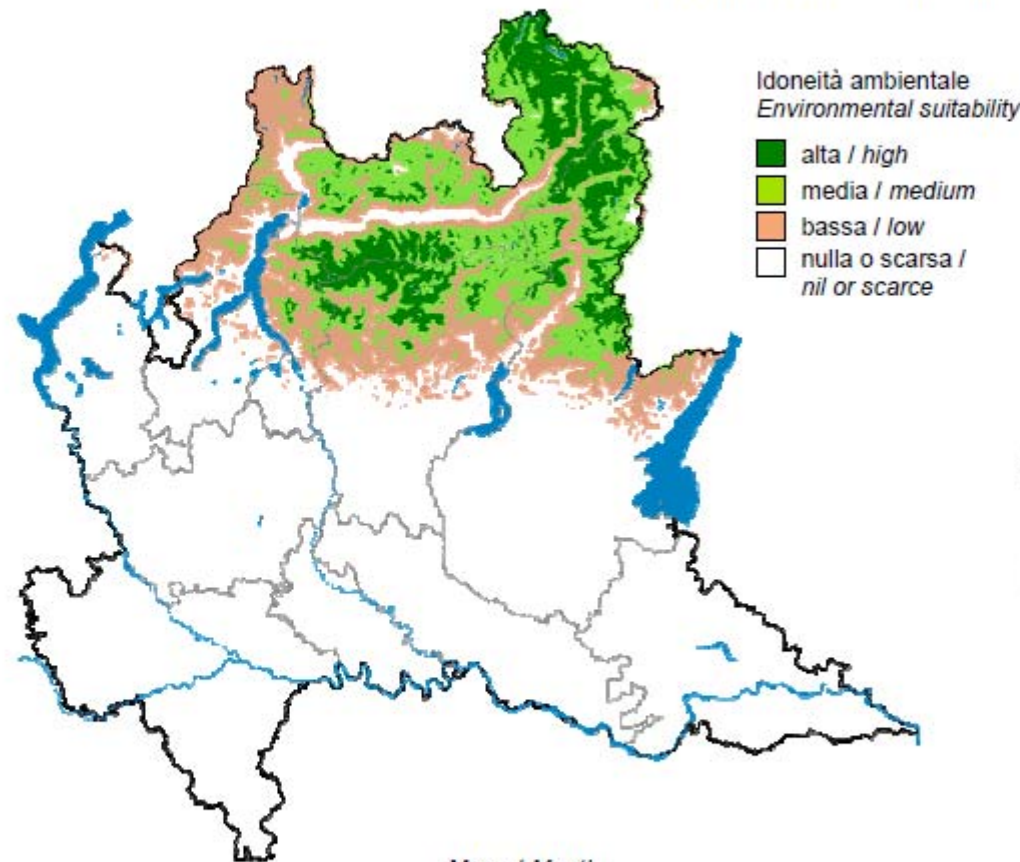 Idoneità ambientale
Environmental suitability
alta / high
media / medium
bassa / low
nulla o scarsa /
nil or scarce